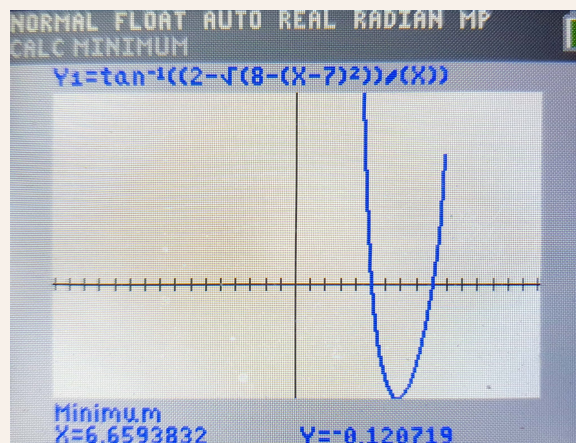 NORMAL FLOAT AUTO REAL RADIAN MP
CALC MINIMUM
Y₁=tan⁻¹((2-√(8-(X-7)²))/(X))
Minimum
X=6.6593832 Y=⁻0.120719